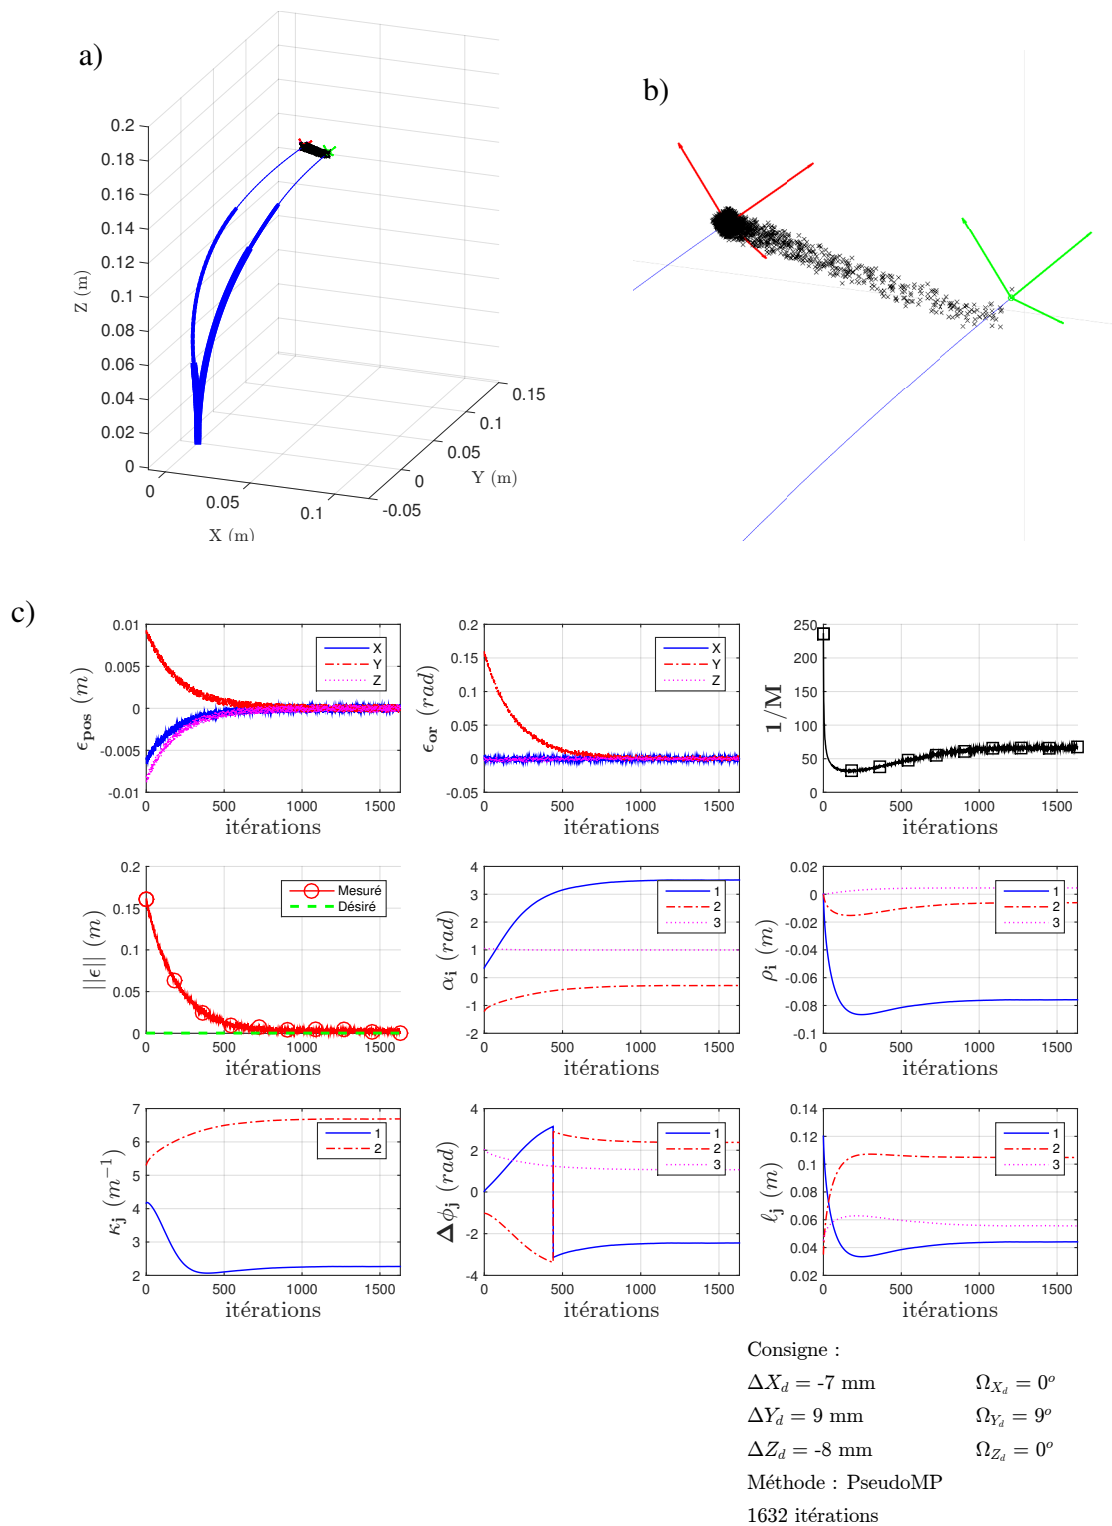 a)
0.2
0.18
0.16
0.14
0.12
0.1
0.08
0.06
0.04
0.02
0
Z (m)
0
0.05
0.1
X (m)
-0.05
0
0.05
0.1
0.15
Y (m)
b)
c)
0.01
0.005
0
-0.005
-0.01
ϵpos (m)
X
Y
Z
0 500 1000 1500
itérations
0.2
0.15
0.1
0.05
0
-0.05
ϵor (rad)
X
Y
Z
0 500 1000 1500
itérations
250
200
150
100
50
0
1/M
0 500 1000 1500
itérations
0.2
0.15
0.1
0.05
0
||ϵ|| (m)
Mesuré
Désiré
0 500 1000 1500
itérations
4
3
2
1
0
-1
-2
αi (rad)
1
2
3
0 500 1000 1500
itérations
0.02
0
-0.02
-0.04
-0.06
-0.08
-0.1
ρi (m)
1
2
3
0 500 1000 1500
itérations
7
6
5
4
3
2
κj (m⁻¹)
1
2
0 500 1000 1500
itérations
4
2
0
-2
-4
Δϕj (rad)
1
2
3
0 500 1000 1500
itérations
0.14
0.12
0.1
0.08
0.06
0.04
0.02
ℓj (m)
1
2
3
0 500 1000 1500
itérations
Consigne :
ΔXd = -7 mm ΩXd = 0°
ΔYd = 9 mm ΩYd = 9°
ΔZd = -8 mm ΩZd = 0°
Méthode : PseudoMP
1632 itérations